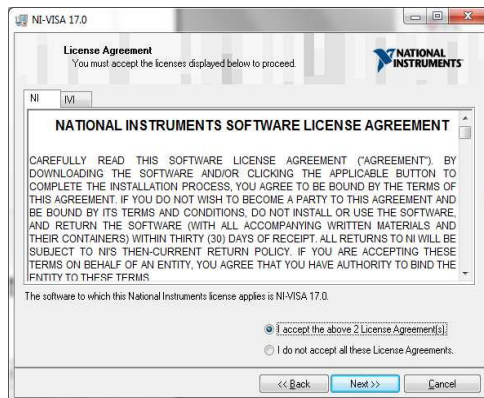 NI-VISA 17.0
License Agreement
You must accept the licenses displayed below to proceed.
NATIONAL
INSTRUMENTS
NI
IVI
NATIONAL INSTRUMENTS SOFTWARE LICENSE AGREEMENT
CAREFULLY READ THIS SOFTWARE LICENSE AGREEMENT ("AGREEMENT"). BY
DOWNLOADING THE SOFTWARE AND/OR CLICKING THE APPLICABLE BUTTON TO
COMPLETE THE INSTALLATION PROCESS, YOU AGREE TO BE BOUND BY THE TERMS OF
THIS AGREEMENT. IF YOU DO NOT WISH TO BECOME A PARTY TO THIS AGREEMENT AND
BE BOUND BY ITS TERMS AND CONDITIONS, DO NOT INSTALL OR USE THE SOFTWARE,
AND RETURN THE SOFTWARE (WITH ALL ACCOMPANYING WRITTEN MATERIALS AND
THEIR CONTAINERS) WITHIN THIRTY (30) DAYS OF RECEIPT. ALL RETURNS TO NI WILL BE
SUBJECT TO NI'S THEN-CURRENT RETURN POLICY. IF YOU ARE ACCEPTING THESE
TERMS ON BEHALF OF AN ENTITY, YOU AGREE THAT YOU HAVE AUTHORITY TO BIND THE
ENTITY TO THESE TERMS
The software to which this National Instruments license applies is NI-VISA 17.0.
I accept the above 2 License Agreement(s).
I do not accept all these License Agreements.
<< Back
Next >>
Cancel